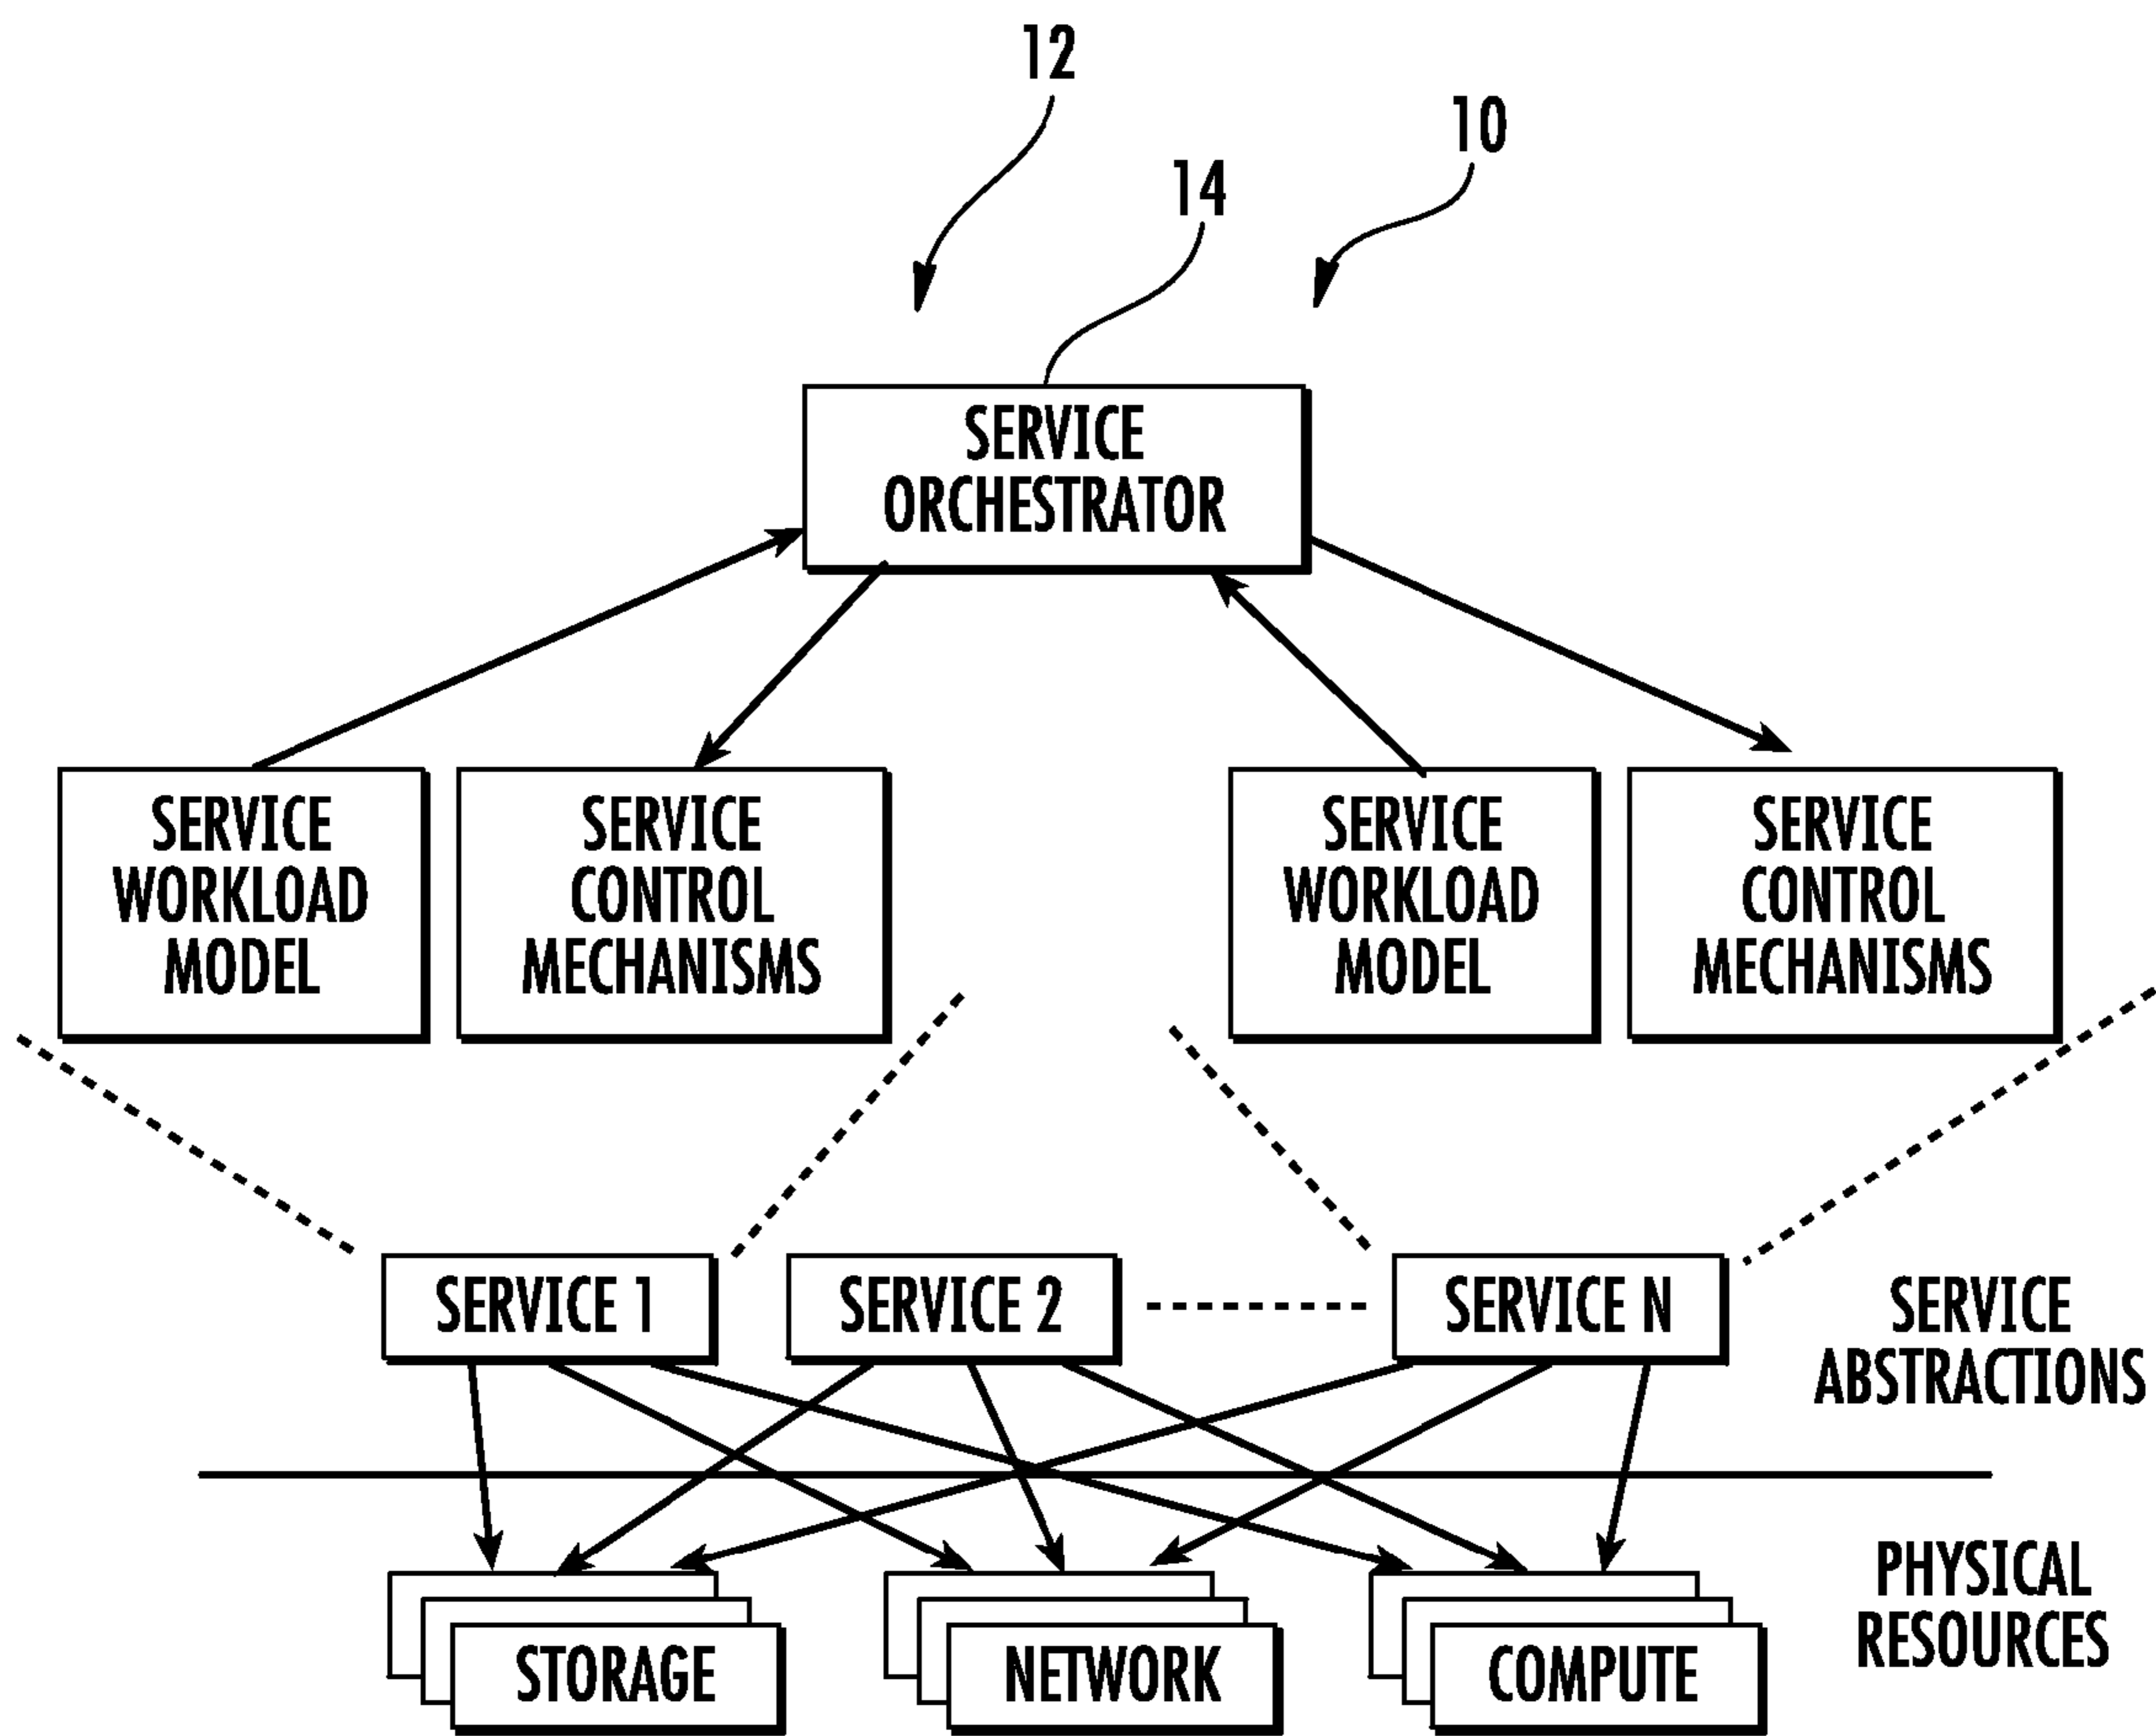 12
10
14
SERVICE
ORCHESTRATOR
SERVICE
WORKLOAD
MODEL
SERVICE
CONTROL
MECHANISMS
SERVICE
WORKLOAD
MODEL
SERVICE
CONTROL
MECHANISMS
SERVICE 1
SERVICE 2
SERVICE N
SERVICE
ABSTRACTIONS
PHYSICAL
RESOURCES
STORAGE
NETWORK
COMPUTE